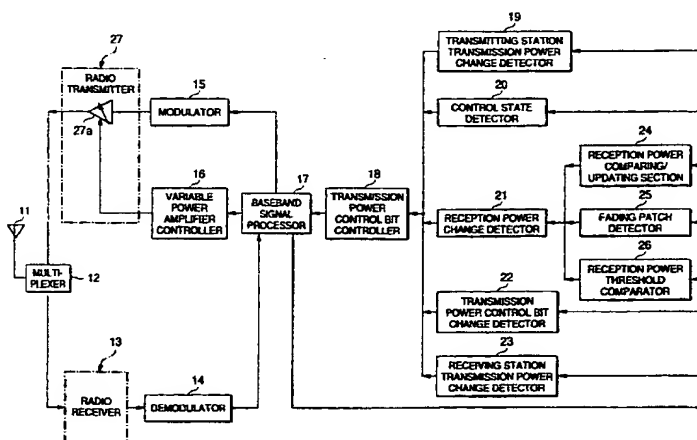 27
RADIO
TRANSMITTER
27a
15
MODULATOR
16
VARIABLE
POWER
AMPLIFIER
CONTROLLER
17
BASEBAND
SIGNAL
PROCESSOR
18
TRANSMISSION
POWER
CONTROL BIT
CONTROLLER
11
MULTI-
PLEXER
12
13
RADIO
RECEIVER
14
DEMODULATOR
19
TRANSMITTING STATION
TRANSMISSION POWER
CHANGE DETECTOR
20
CONTROL STATE
DETECTOR
21
RECEPTION POWER
CHANGE DETECTOR
22
TRANSMISSION
POWER CONTROL BIT
CHANGE DETECTOR
23
RECEIVING STATION
TRANSMISSION POWER
CHANGE DETECTOR
24
RECEPTION POWER
COMPARING/
UPDATING SECTION
25
FADING PATCH
DETECTOR
26
RECEPTION POWER
THRESHOLD
COMPARATOR